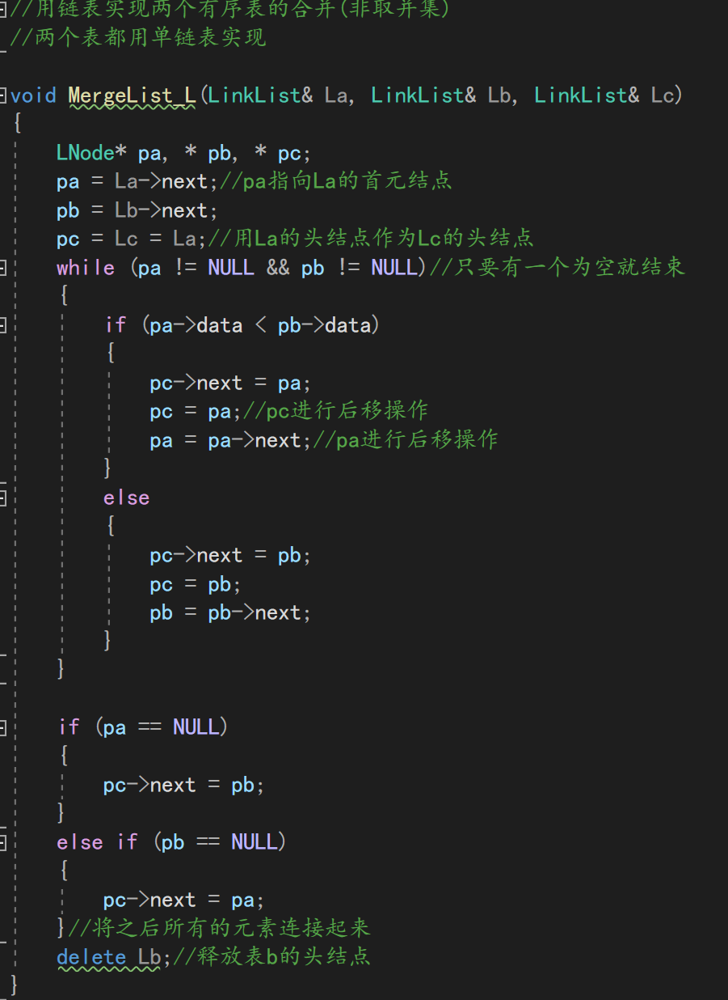 //用链表实现两个有序表的合并(非取并集)
//两个表都用单链表实现
void MergeList_L(LinkList& La, LinkList& Lb, LinkList& Lc)
{
LNode* pa, * pb, * pc;
pa = La->next;//pa指向La的首元结点
pb = Lb->next;
pc = Lc = La;//用La的头结点作为Lc的头结点
while (pa != NULL && pb != NULL)//只要有一个为空就结束
{
if (pa->data < pb->data)
{
pc->next = pa;
pc = pa;//pc进行后移操作
pa = pa->next;//pa进行后移操作
}
else
{
pc->next = pb;
pc = pb;
pb = pb->next;
}
}
if (pa == NULL)
{
pc->next = pb;
}
else if (pb == NULL)
{
pc->next = pa;
}//将之后所有的元素连接起来
delete Lb;//释放表b的头结点
}